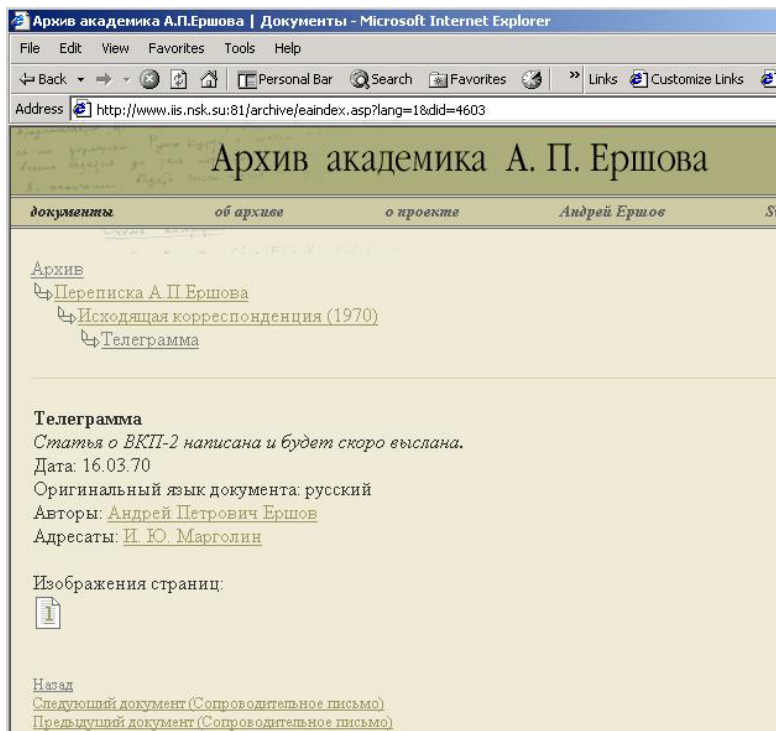 Архив академика А.П.Ершова | Документы - Microsoft Internet Explorer
File Edit View Favorites Tools Help
Back Personal Bar Search Favorites » Links Customize Links
Address http://www.iis.nsk.su:81/archive/eaindex.asp?lang=1&did=4603
Архив академика А. П. Ершова
документы об архиве о проекте Андрей Ершов
Архив
Переписка А.П.Ершова
Исходящая корреспонденция (1970)
Телеграмма
Телеграмма
Статья о ВКП-2 написана и будет скоро выслана.
Дата: 16.03.70
Оригинальный язык документа: русский
Авторы: Андрей Петрович Ершов
Адресаты: И. Ю. Марголин
Изображения страниц:
1
Назад
Следующий документ (Сопроводительное письмо)
Предыдущий документ (Сопроводительное письмо)